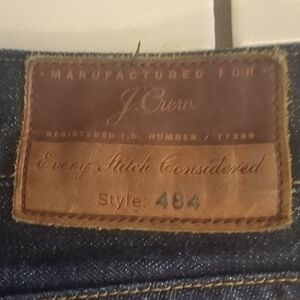 · MANUFACTURED FOR ·
J.Crew
REGISTERED I.D. NUMBER / 77388
Every Stitch Considered
Style: 484